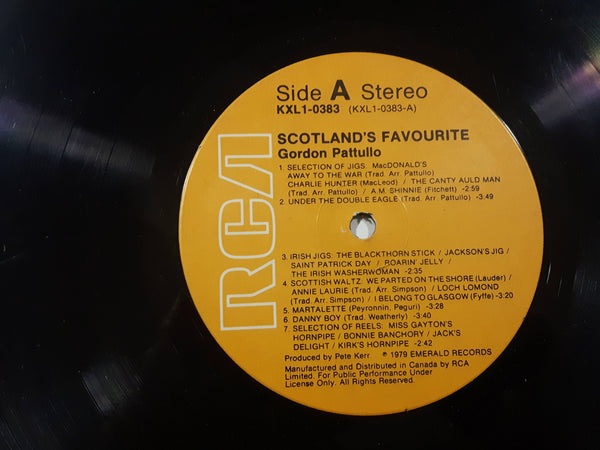 RCA
Side A Stereo
KXL1-0383 (KXL1-0383-A)
SCOTLAND'S FAVOURITE
Gordon Pattullo
1. SELECTION OF JIGS: MacDONALD'S
AWAY TO THE WAR (Trad. Arr. Pattullo)
CHARLIE HUNTER (MacLeod) / THE CANTY AULD MAN
(Trad. Arr. Pattullo) / A.M. SHINNIE (Fitchett) -2:59
2. UNDER THE DOUBLE EAGLE (Trad. Arr. Pattullo) -3:49
3. IRISH JIGS: THE BLACKTHORN STICK / JACKSON'S JIG /
SAINT PATRICK DAY / ROARIN' JELLY /
THE IRISH WASHERWOMAN -2:35
4. SCOTTISH WALTZ: WE PARTED ON THE SHORE (Lauder) /
ANNIE LAURIE (Trad. Arr. Simpson) / LOCH LOMOND
(Trad. Arr. Simpson) / I BELONG TO GLASGOW (Fyffe) -3:20
5. MARTALETTE (Peyronnin, Peguri) -3:28
6. DANNY BOY (Trad. Weatherly) -3:40
7. SELECTION OF REELS: MISS GAYTON'S
HORNPIPE / BONNIE BANCHORY / JACK'S
DELIGHT / KIRK'S HORNPIPE -2:42
Produced by Pete Kerr. ℗ 1979 EMERALD RECORDS
Manufactured and Distributed in Canada by RCA
Limited. For Public Performance Under
License Only. All Rights Reserved.